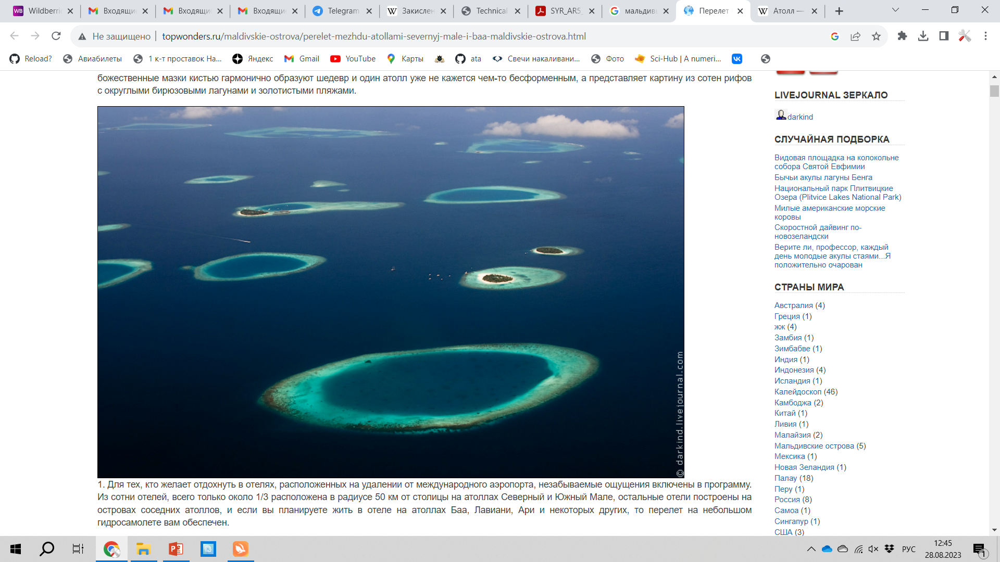 Wildberri
Входящи
Входящи
Входящи
Telegram
Закислен
Technical
SYR_AR5_
мальдив
Перелет
Атолл —
Не защищено
topwonders.ru/maldivskie-ostrova/perelet-mezhdu-atollami-severnyj-male-i-baa-maldivskie-ostrova.html
Reload?
Авиабилеты
1 к-т проставок На...
Яндекс
Gmail
YouTube
Карты
ata
Свечи накаливани...
Фото
Sci-Hub | A numeri...
божественные мазки кистью гармонично образуют шедевр и один атолл уже не кажется чем-то бесформенным, а представляет картину из сотен рифов
с округлыми бирюзовыми лагунами и золотистыми пляжами.
© darkind.livejournal.com
1. Для тех, кто желает отдохнуть в отелях, расположенных на удалении от международного аэропорта, незабываемые ощущения включены в программу.
Из сотни отелей, всего только около 1/3 расположена в радиусе 50 км от столицы на атоллах Северный и Южный Мале, остальные отели построены на
островах соседних атоллов, и если вы планируете жить в отеле на атоллах Баа, Лавиани, Ари и некоторых других, то перелет на небольшом
гидросамолете вам обеспечен.
LIVEJOURNAL ЗЕРКАЛО
darkind
СЛУЧАЙНАЯ ПОДБОРКА
Видовая площадка на колокольне
собора Святой Евфимии
Бычьи акулы лагуны Бенга
Национальный парк Плитвицкие
Озера (Plitvice Lakes National Park)
Милые американские морские
коровы
Скоростной дайвинг по-
новозеландски
Верите ли, профессор, каждый
день молодые акулы стаями...Я
положительно очарован
СТРАНЫ МИРА
Австралия (4)
Греция (1)
жж (4)
Замбия (1)
Зимбабве (1)
Индия (1)
Индонезия (4)
Исландия (1)
Калейдоскоп (46)
Камбоджа (2)
Китай (1)
Ливия (1)
Малайзия (2)
Мальдивские острова (5)
Мексика (1)
Новая Зеландия (1)
Палау (18)
Перу (1)
Россия (8)
Самоа (1)
Сингапур (1)
США (3)
РУС
12:45
28.08.2023
1